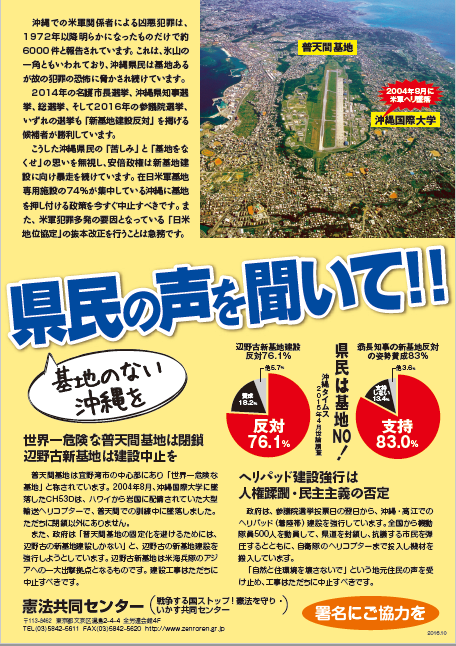 沖縄での米軍関係者による凶悪犯罪は、
1972年以降明らかになったものだけで約
6000件と報告されています。これは、氷山の
一角ともいわれており、沖縄県民は基地ある
が故の犯罪の恐怖に脅かされ続けています。
2014年の名護市長選挙、沖縄県知事選
挙、総選挙、そして2016年の参議院選挙、
いずれの選挙も「新基地建設反対」を掲げる
候補者が勝利しています。
こうした沖縄県民の「苦しみ」と「基地をな
くせ」の思いを無視し、安倍政権は新基地建
設に向け暴走を続けています。在日米軍基地
専用施設の74%が集中している沖縄に基地
を押し付ける政策を今すぐ中止すべきです。ま
た、米軍犯罪多発の要因となっている「日米
地位協定」の抜本改正を行うことは急務です。
普天間基地
2004年8月に
米軍ヘリ墜落
沖縄国際大学
県民の声を聞いて!!
基地のない
沖縄を
世界一危険な普天間基地は閉鎖
辺野古新基地は建設中止を
普天間基地は宜野湾市の中心部にあり「世界一危険な
基地」と称されています。2004年8月、沖縄国際大学に墜
落したCH53Dは、ハワイから岩国に配備されていた大型
輸送ヘリコプターで、普天間での訓練中に墜落しました。
ただちに閉鎖以外にありません。
また、政府は「普天間基地の固定化を避けるためには、
辺野古の新基地建設しかない」と、辺野古の新基地建設を
強行しようとしています。辺野古新基地は米海兵隊のアジ
アへの一大出撃拠点となるものです。建設工事はただちに
中止すべきです。
辺野古新基地建設
反対76.1%
他5.7%
賛成
18.2%
反対
76.1%
県民は基地NO!
沖縄タイムス
2015年4月世論調査
翁長知事の新基地反対
の姿勢賛成83%
他3.6%
支持
しない
13.4%
支持
83.0%
ヘリパッド建設強行は
人権蹂躙・民主主義の否定
政府は、参議院選挙投票日の翌日から、沖縄・高江での
ヘリパッド(着陸帯)建設を強行しています。全国から機動
隊員500人を動員して、県道を封鎖し、抗議する市民を弾
圧するとともに、自衛隊のヘリコプターまで投入し機材を
搬入しています。
「自然と住環境を壊さないで」という地元住民の声を受
け止め、工事はただちに中止すべきです。
憲法共同センター
(戦争する国ストップ!憲法を守り・
いかす共同センター)
〒113-8462 東京都文京区湯島2-4-4 全労連会館4F
TEL(03)5842-5611 FAX(03)5842-5620 http://www.zenroren.gr.jp
署名にご協力を
2016.10